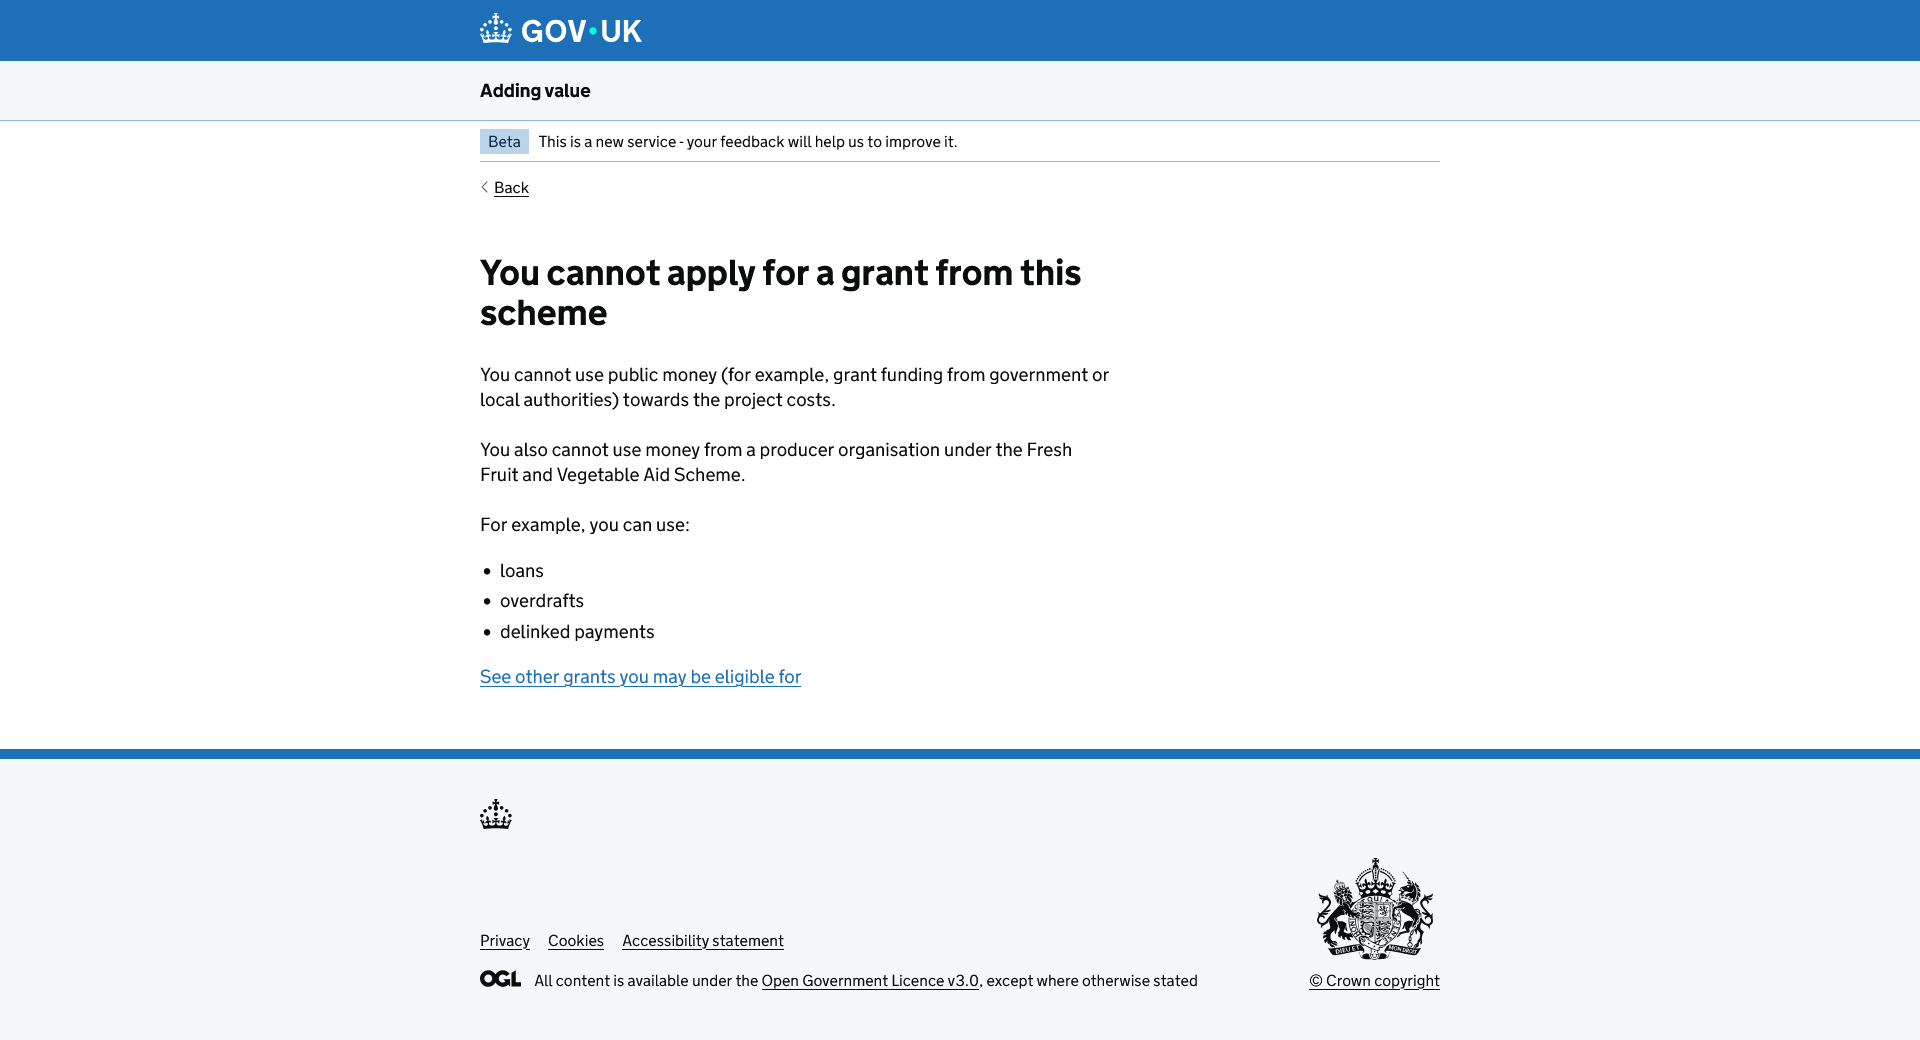 GOV·UK
Adding value
Beta This is a new service - your feedback will help us to improve it.
Back
You cannot apply for a grant from this
scheme
You cannot use public money (for example, grant funding from government or
local authorities) towards the project costs.
You also cannot use money from a producer organisation under the Fresh
Fruit and Vegetable Aid Scheme.
For example, you can use:
• loans
• overdrafts
• delinked payments
See other grants you may be eligible for
Privacy Cookies Accessibility statement
OGL All content is available under the Open Government Licence v3.0, except where otherwise stated
© Crown copyright